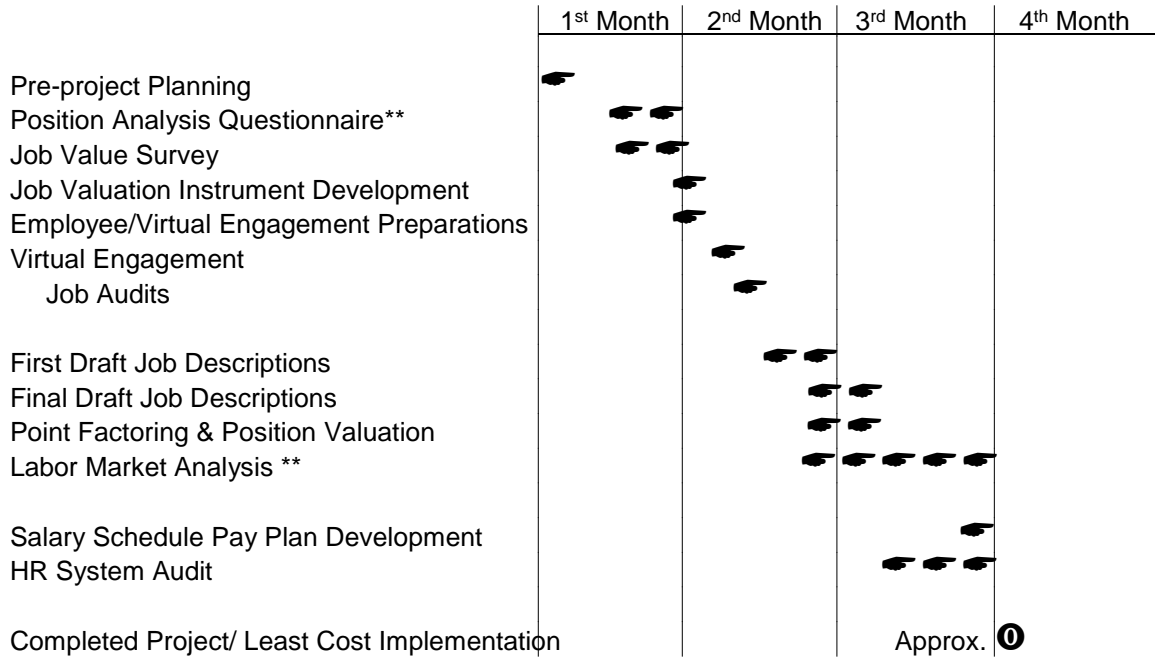 1st Month 2nd Month 3rd Month 4th Month
Pre-project Planning
Position Analysis Questionnaire**
Job Value Survey
Job Valuation Instrument Development
Employee/Virtual Engagement Preparations
Virtual Engagement
Job Audits
First Draft Job Descriptions
Final Draft Job Descriptions
Point Factoring & Position Valuation
Labor Market Analysis **
Salary Schedule Pay Plan Development
HR System Audit
Completed Project/ Least Cost Implementation Approx. ⓿